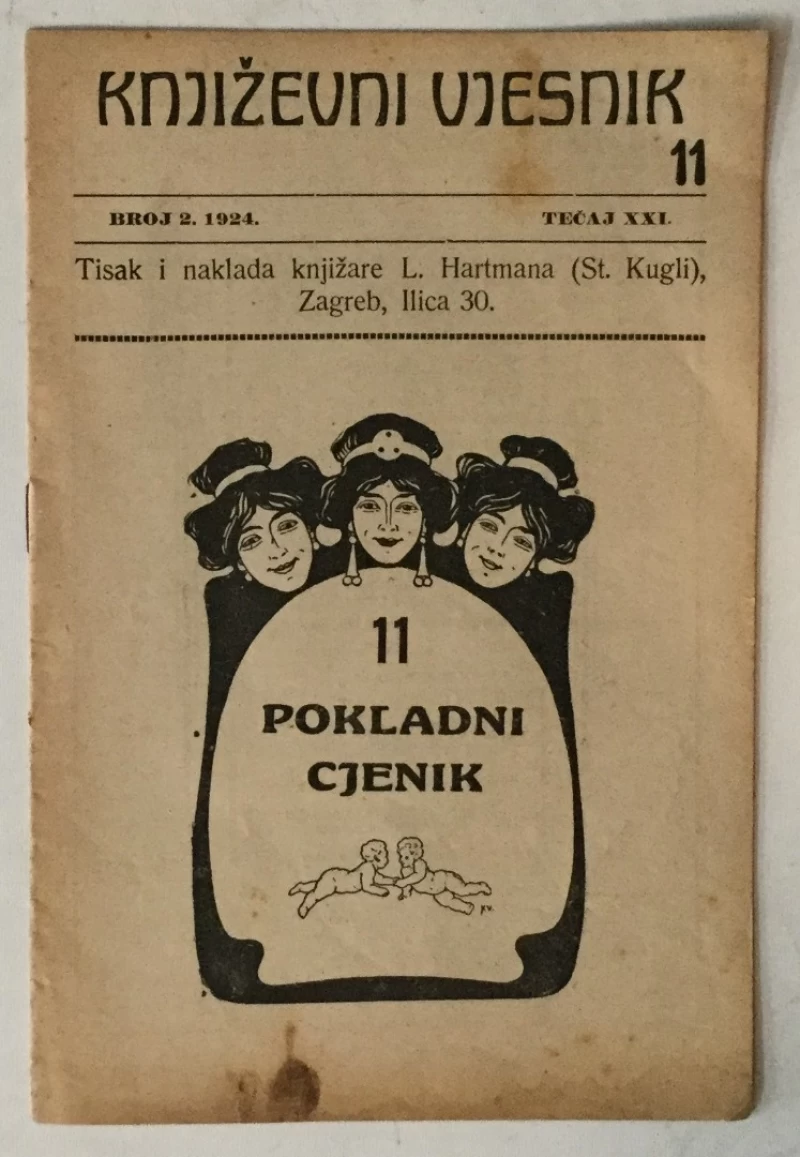 KNJIŽEVNI VJESNIK
11
BROJ 2. 1924. TEČAJ XXI.
Tisak i naklada knjižare L. Hartmana (St. Kugli),
Zagreb, Ilica 30.
11
POKLADNI
CJENIK